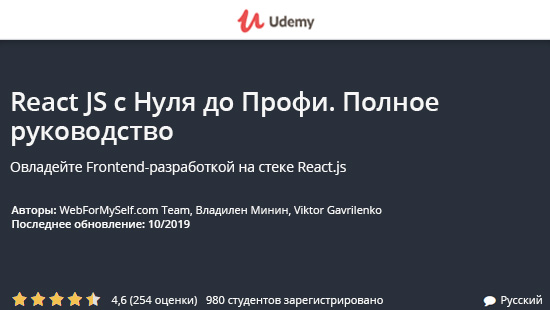 Udemy
React JS с Нуля до Профи. Полное
руководство
Овладейте Frontend-разработкой на стеке React.js
Авторы: WebForMySelf.com Team, Владилен Минин, Viktor Gavrilenko
Последнее обновление: 10/2019
4,6 (254 оценки) 980 студентов зарегистрировано Русский